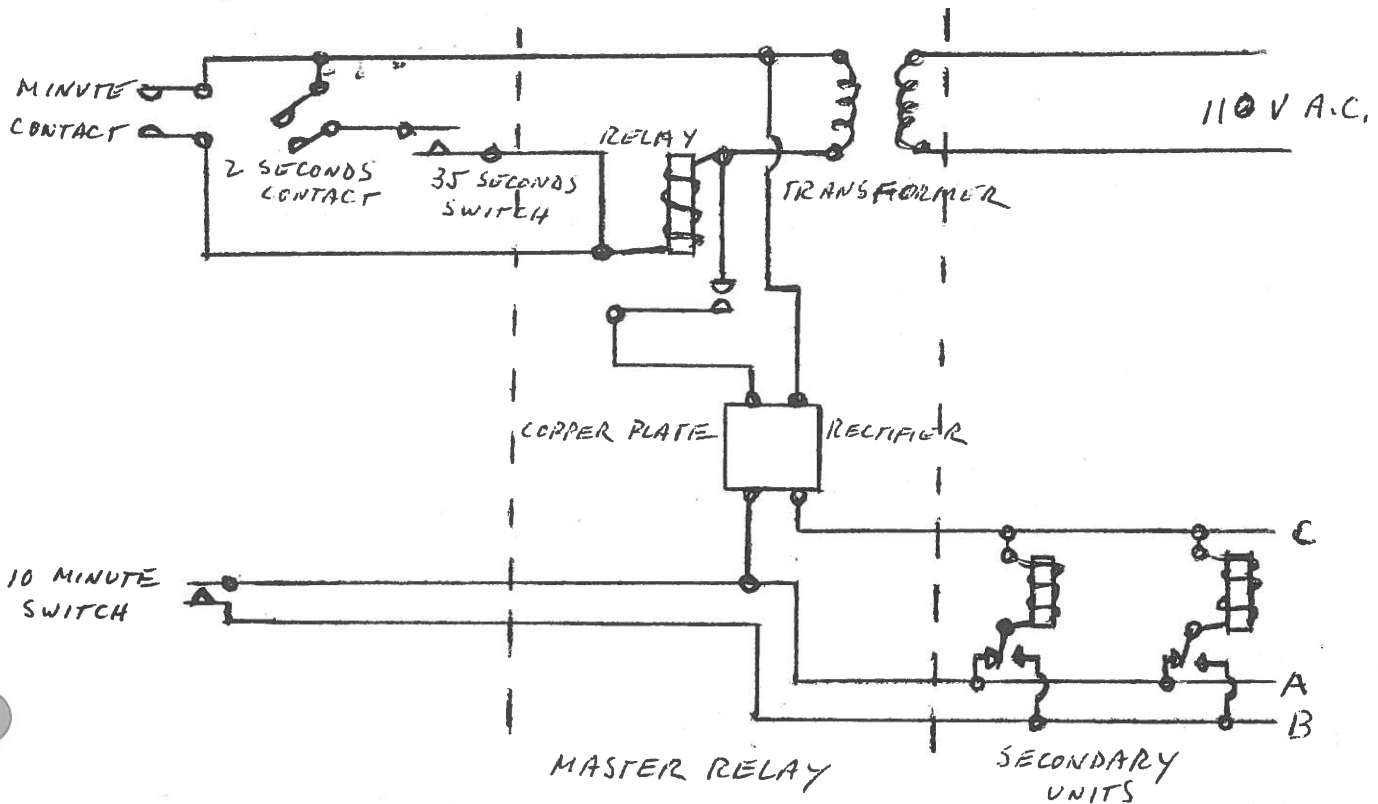 MINUTE
CONTACT
2 SECONDS
CONTACT
35 SECONDS
SWITCH
RELAY
TRANSFORMER
110 V A.C.
COPPER PLATE
RECTIFIER
10 MINUTE
SWITCH
C
A
B
MASTER RELAY
SECONDARY
UNITS